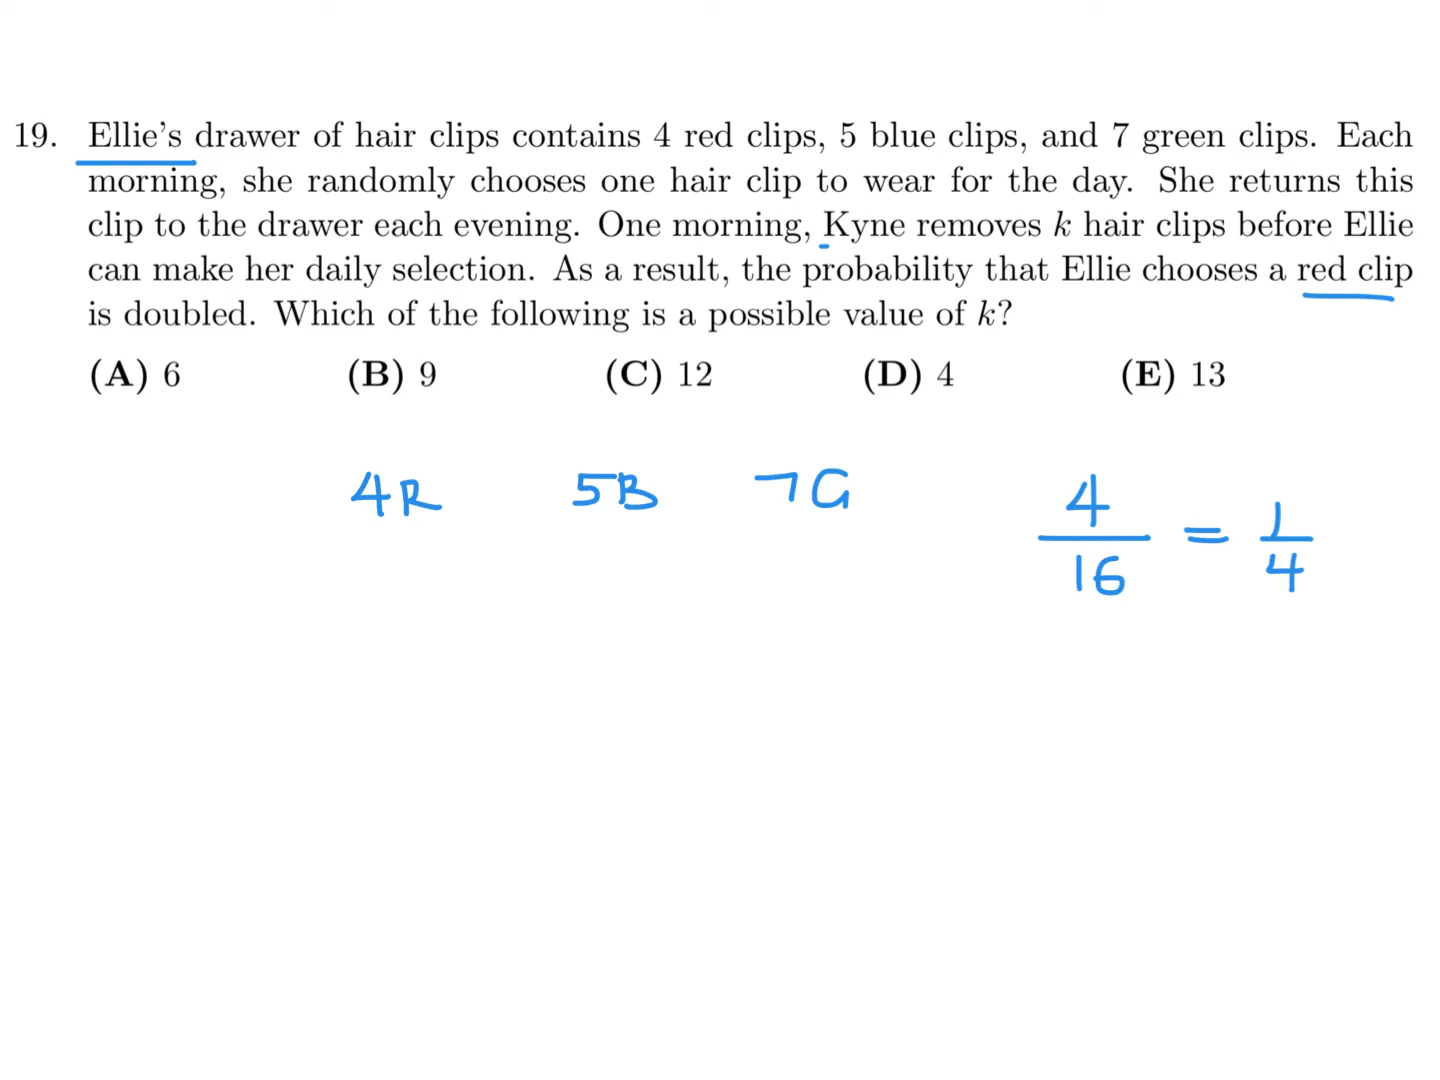 19. Ellie's drawer of hair clips contains 4 red clips, 5 blue clips, and 7 green clips. Each
morning, she randomly chooses one hair clip to wear for the day. She returns this
clip to the drawer each evening. One morning, Kyne removes k hair clips before Ellie
can make her daily selection. As a result, the probability that Ellie chooses a red clip
is doubled. Which of the following is a possible value of k?
(A) 6 (B) 9 (C) 12 (D) 4 (E) 13
4R 5B 7G
4/16 = 1/4